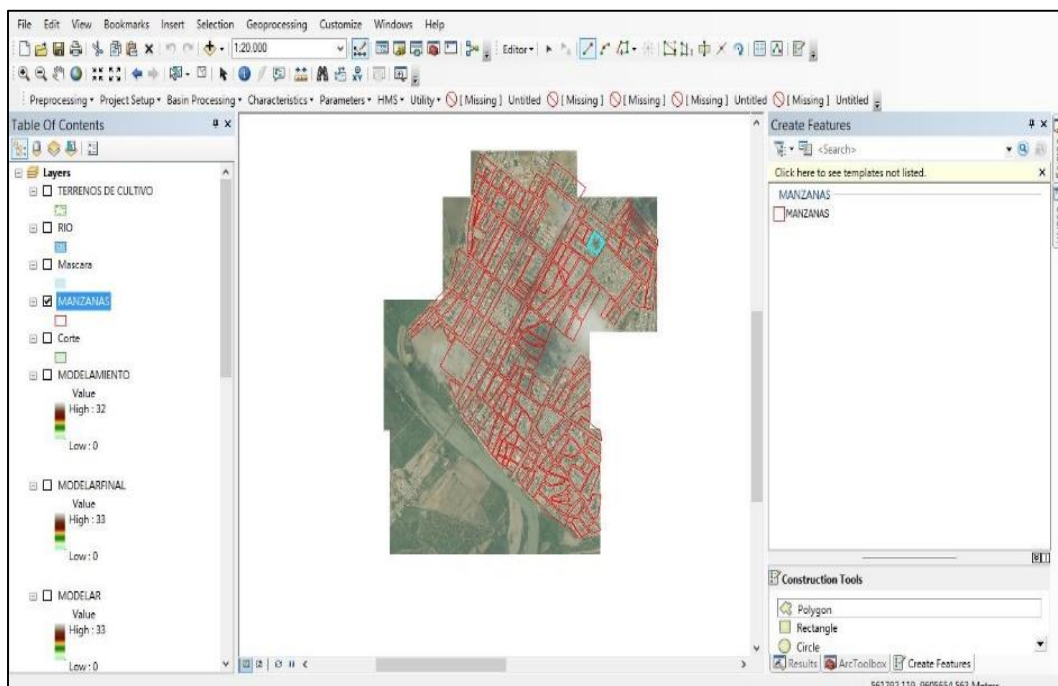 File Edit View Bookmarks Insert Selection Geoprocessing Customize Windows Help
1:20.000 Editor
Preprocessing Project Setup Basin Processing Characteristics Parameters HMS Utility [ Missing ] Untitled [ Missing ] [ Missing ] [ Missing ] Untitled [ Missing ] Untitled
Table Of Contents
Layers
TERRENOS DE CULTIVO
RIO
Mascara
MANZANAS
Corte
MODELAMIENTO
Value
High : 32
Low : 0
MODELARFINAL
Value
High : 33
Low : 0
MODELAR
Value
High : 33
Low : 0
Create Features
<Search>
Click here to see templates not listed.
MANZANAS
MANZANAS
Construction Tools
Polygon
Rectangle
Circle
Results ArcToolbox Create Features